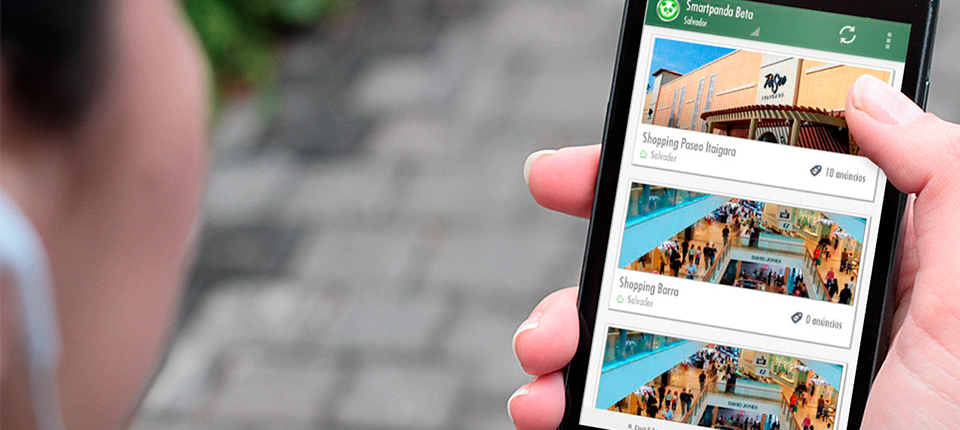 Smartpanda Beta
Salvador
Paseo
ITAIGARA
Shopping Paseo Itaigara
Salvador
10 anúncios
DAVID JONES
Shopping Barra
Salvador
0 anúncios
DAVID JONES